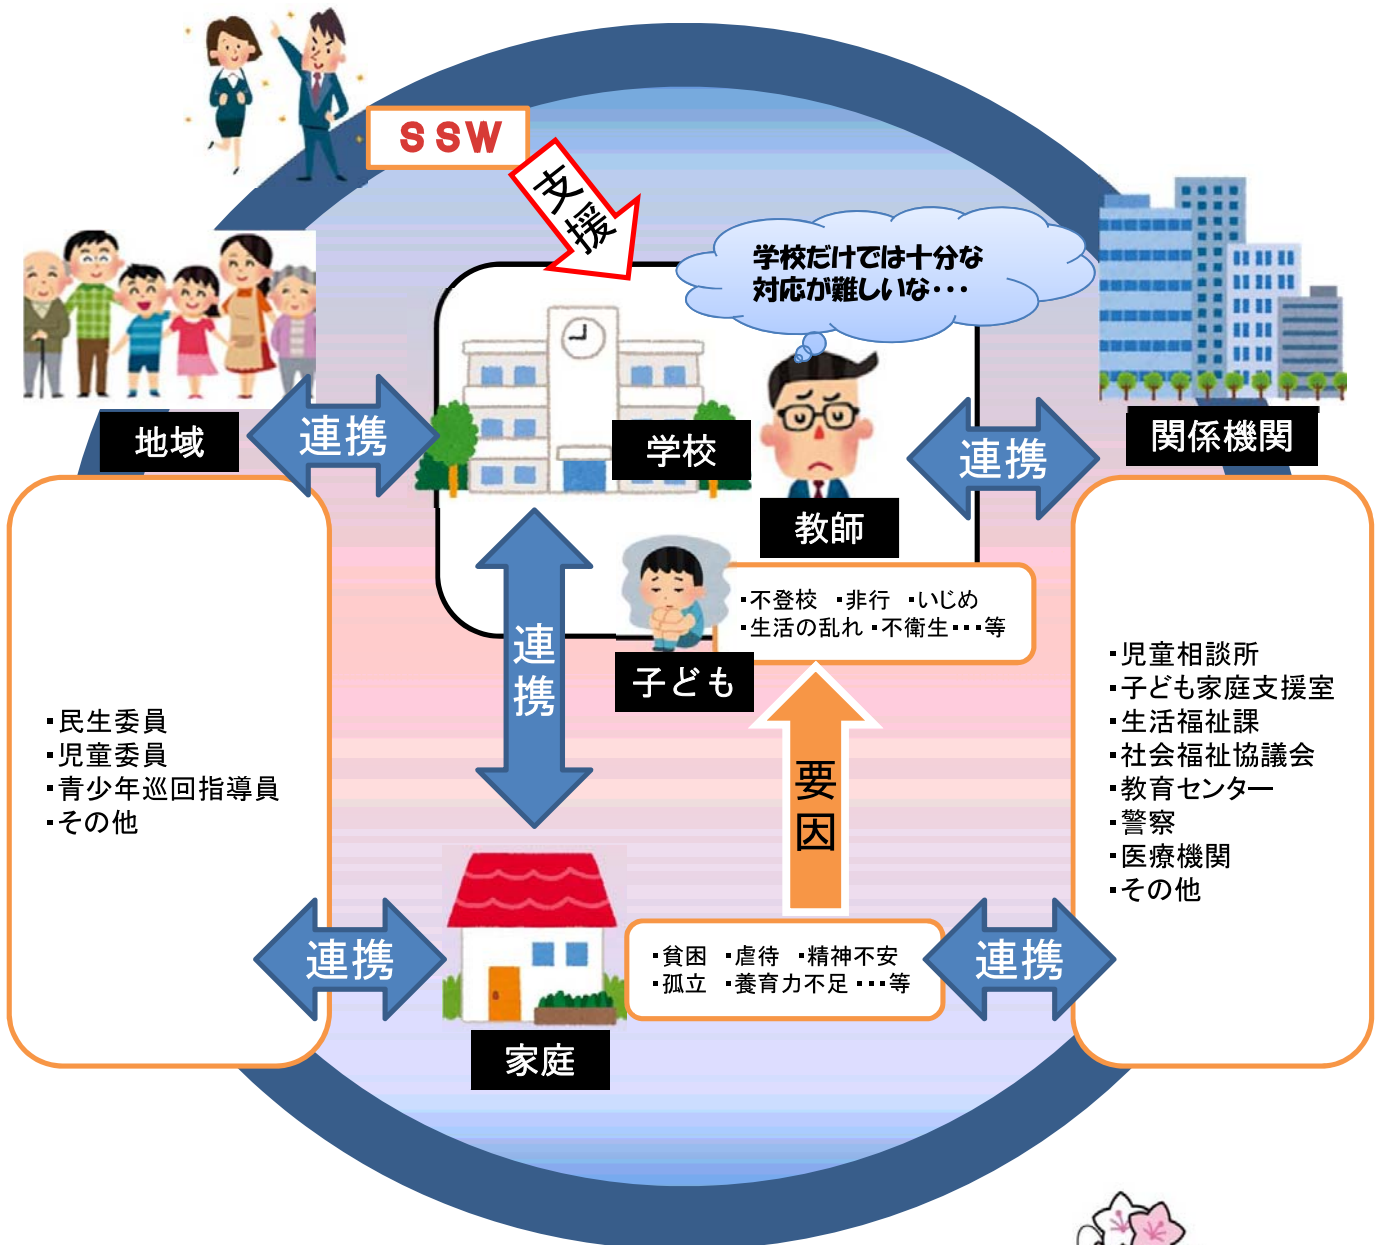 ＳＳＷ
支援
学校だけでは十分な
対応が難しいな・・・
地域
連携
学校
教師
連携
関係機関
・不登校　・非行　・いじめ
・生活の乱れ・不衛生・・・等
子ども
連携
要因
・民生委員
・児童委員
・青少年巡回指導員
・その他
・児童相談所
・子ども家庭支援室
・生活福祉課
・社会福祉協議会
・教育センター
・警察
・医療機関
・その他
連携
・貧困　・虐待　・精神不安
・孤立　・養育力不足・・・等
連携
家庭